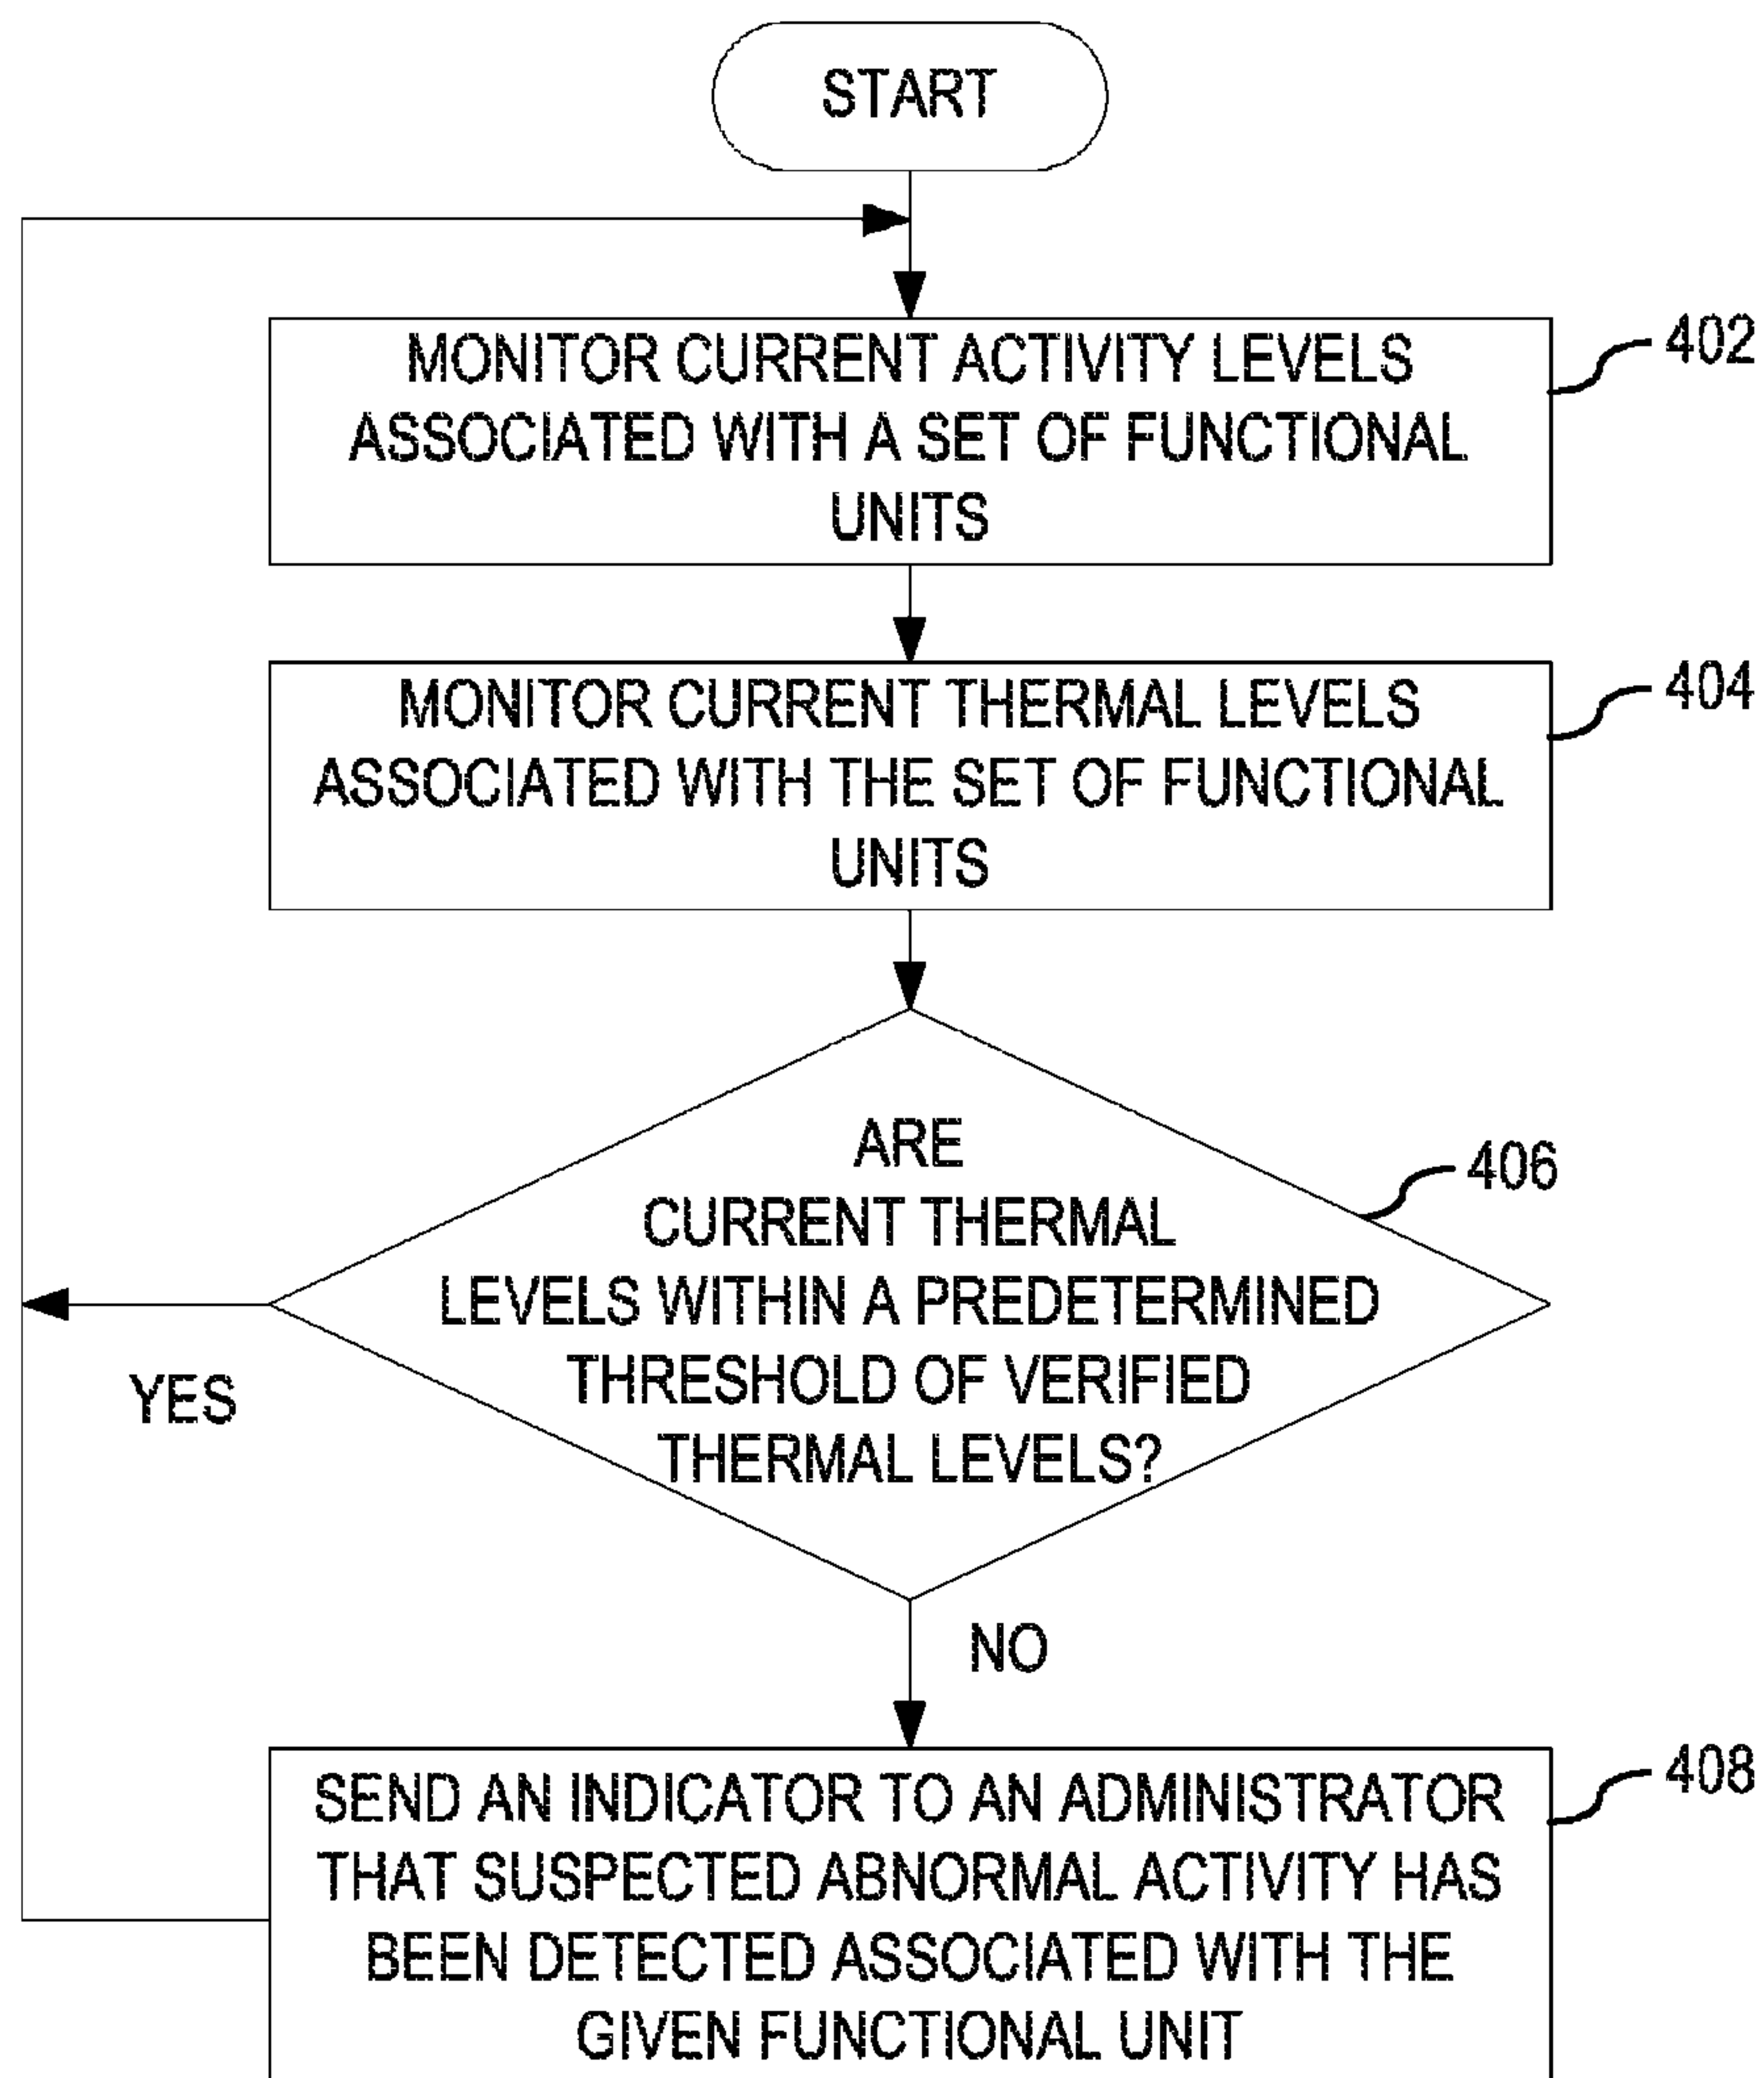 START
MONITOR CURRENT ACTIVITY LEVELS
ASSOCIATED WITH A SET OF FUNCTIONAL
UNITS
402
MONITOR CURRENT THERMAL LEVELS
ASSOCIATED WITH THE SET OF FUNCTIONAL
UNITS
404
ARE
CURRENT THERMAL
LEVELS WITHIN A PREDETERMINED
THRESHOLD OF VERIFIED
THERMAL LEVELS?
406
YES
NO
SEND AN INDICATOR TO AN ADMINISTRATOR
THAT SUSPECTED ABNORMAL ACTIVITY HAS
BEEN DETECTED ASSOCIATED WITH THE
GIVEN FUNCTIONAL UNIT
408